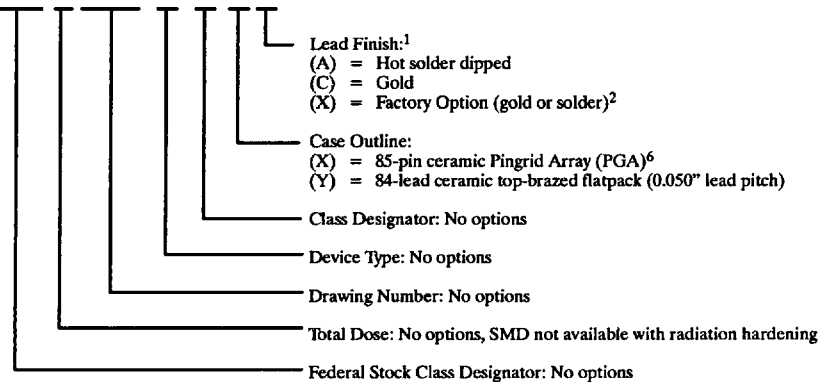 Lead Finish:1
(A) = Hot solder dipped
(C) = Gold
(X) = Factory Option (gold or solder)2
Case Outline:
(X) = 85-pin ceramic Pingrid Array (PGA)6
(Y) = 84-lead ceramic top-brazed flatpack (0.050" lead pitch)
Class Designator: No options
Device Type: No options
Drawing Number: No options
Total Dose: No options, SMD not available with radiation hardening
Federal Stock Class Designator: No options